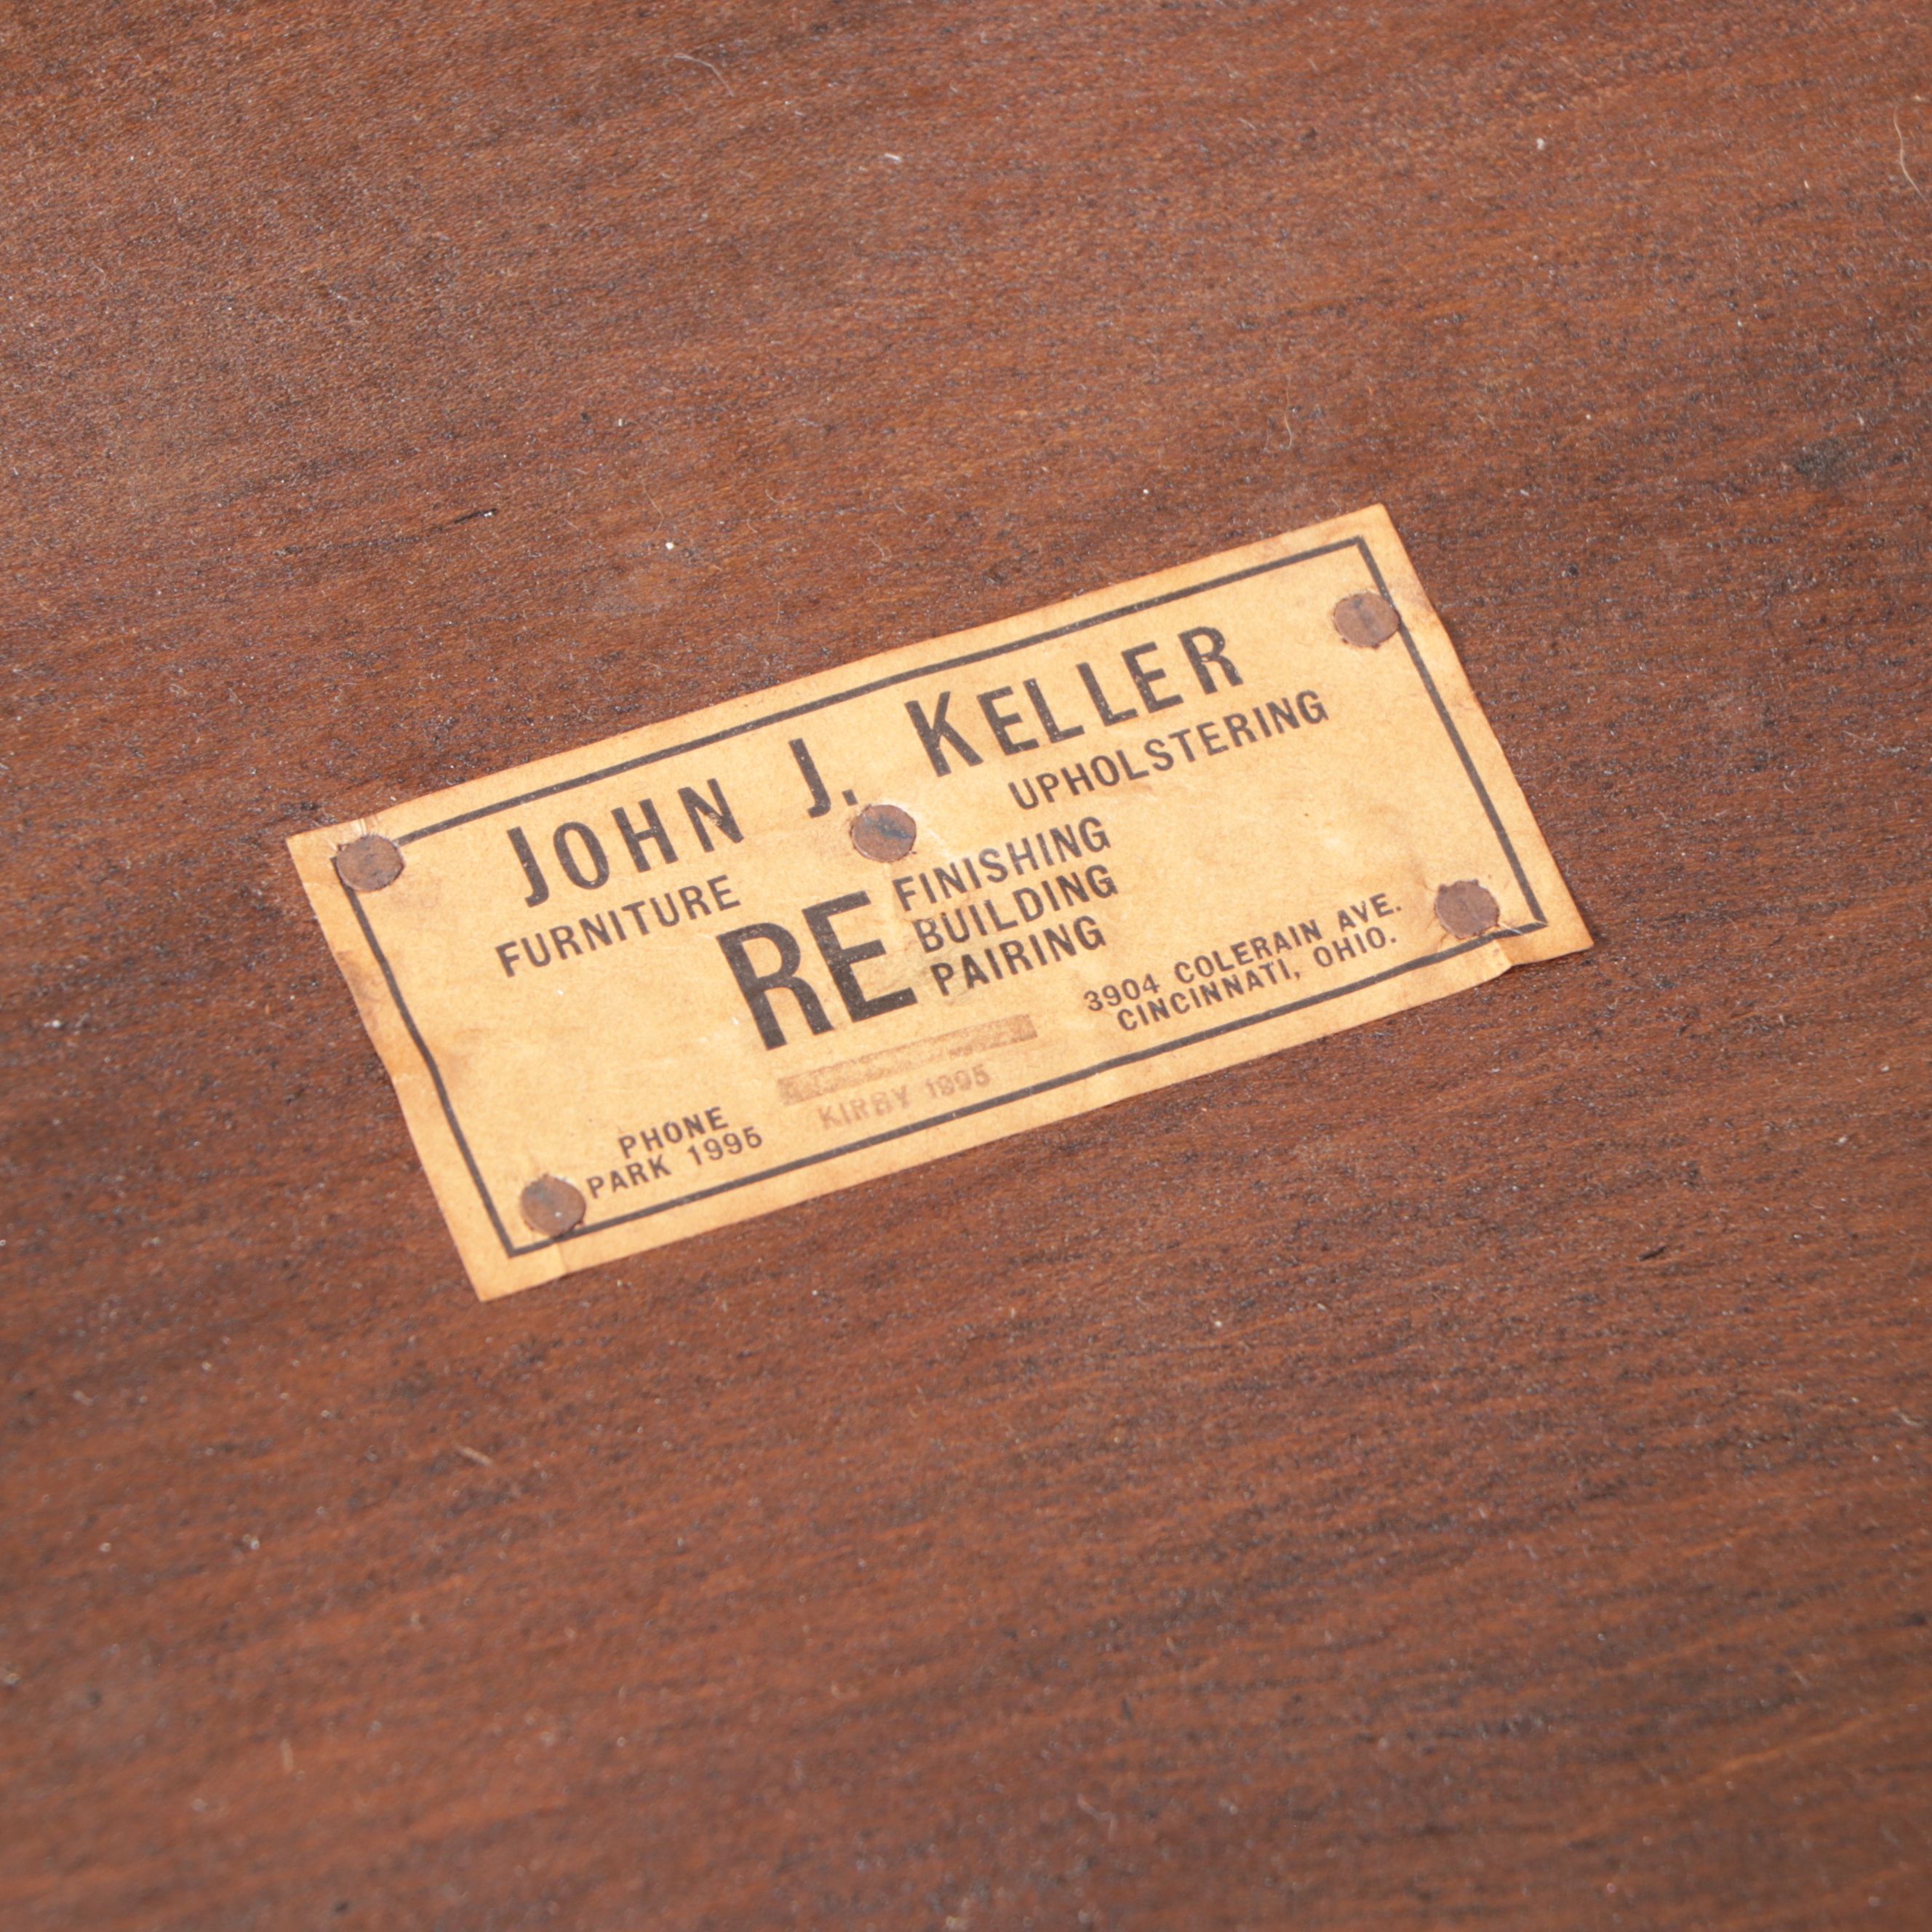 JOHN J. KELLER
FURNITURE UPHOLSTERING
RE FINISHING
BUILDING
PAIRING
3904 COLERAIN AVE.
CINCINNATI, OHIO.
KIRBY 1995
PHONE
PARK 1995